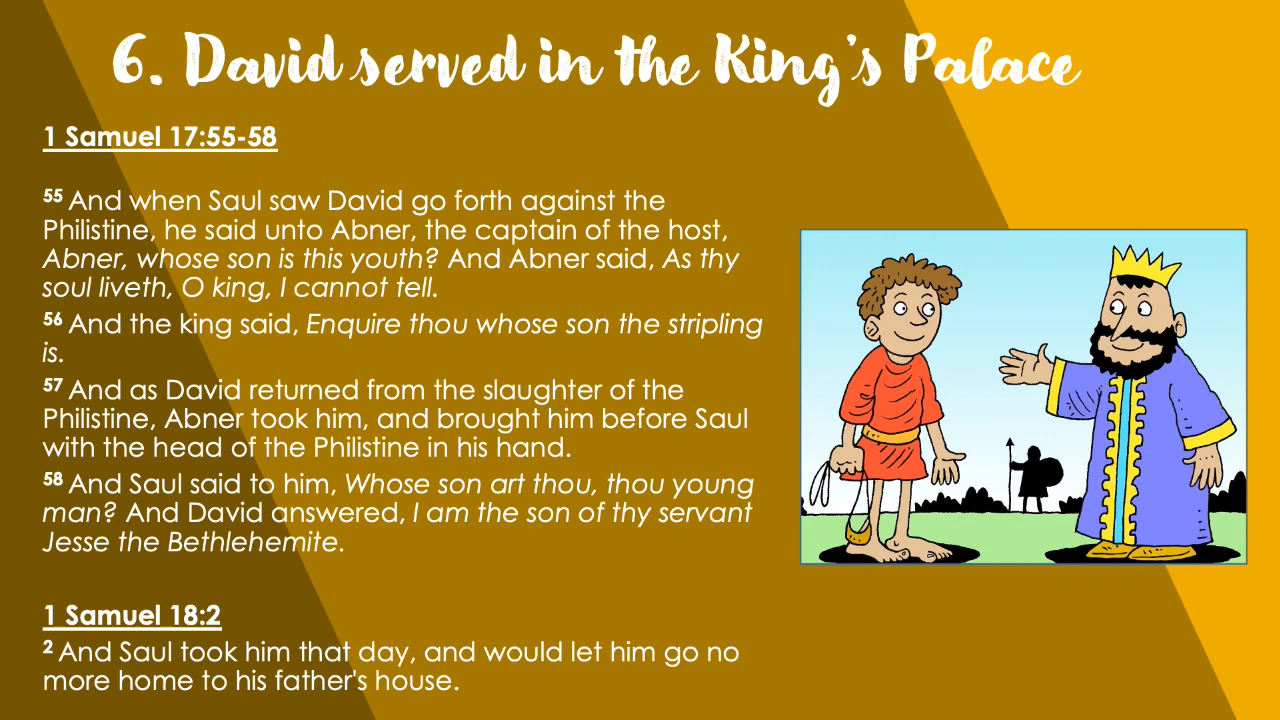 6. David served in the King's Palace
1 Samuel 17:55-58
55 And when Saul saw David go forth against the
Philistine, he said unto Abner, the captain of the host,
Abner, whose son is this youth? And Abner said, As thy
soul liveth, O king, I cannot tell.
56 And the king said, Enquire thou whose son the stripling
is.
57 And as David returned from the slaughter of the
Philistine, Abner took him, and brought him before Saul
with the head of the Philistine in his hand.
58 And Saul said to him, Whose son art thou, thou young
man? And David answered, I am the son of thy servant
Jesse the Bethlehemite.
1 Samuel 18:2
2 And Saul took him that day, and would let him go no
more home to his father's house.